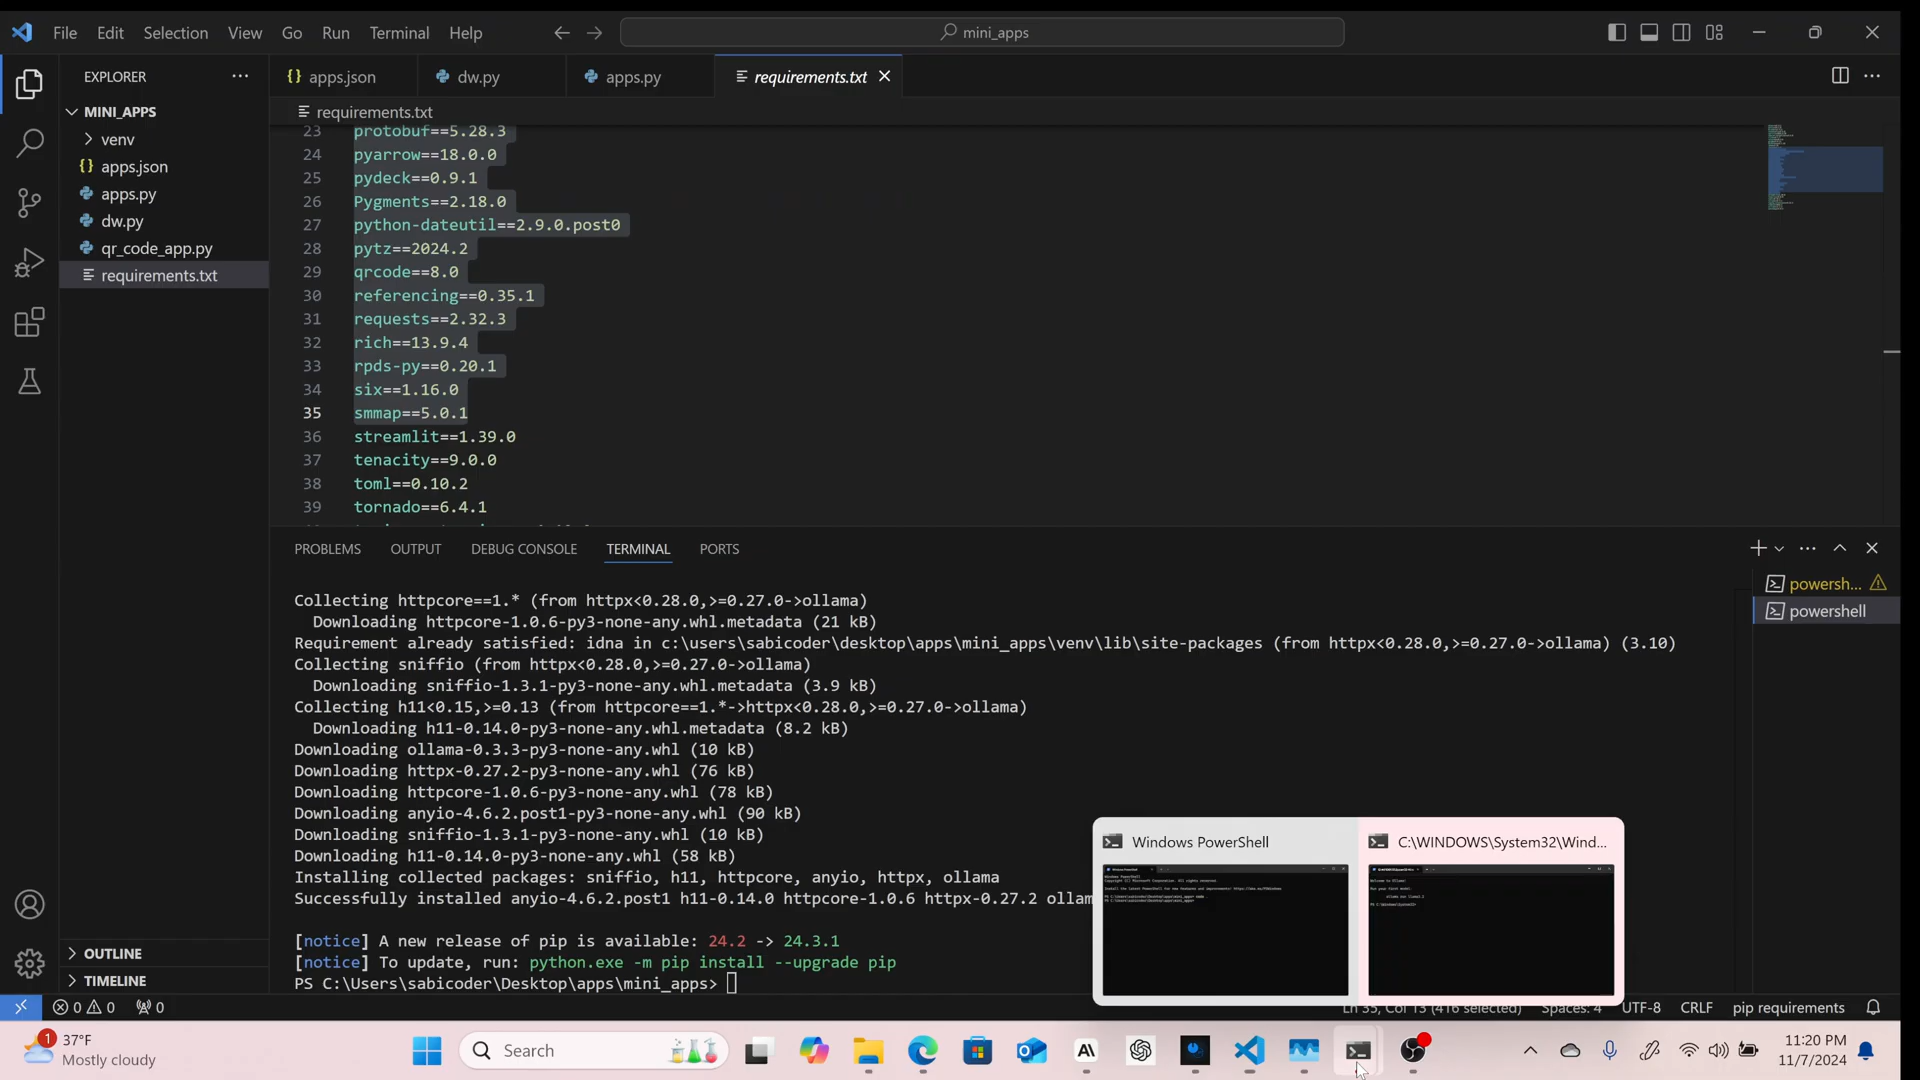 File Edit Selection View Go Run Terminal Help
mini_apps
EXPLORER
apps.json
dw.py
apps.py
requirements.txt
MINI_APPS
venv
apps.json
apps.py
dw.py
qr_code_app.py
requirements.txt
OUTLINE
TIMELINE
requirements.txt
23 protobuf==5.28.3
24 pyarrow==18.0.0
25 pydeck==0.9.1
26 Pygments==2.18.0
27 python-dateutil==2.9.0.post0
28 pytz==2024.2
29 qrcode==8.0
30 referencing==0.35.1
31 requests==2.32.3
32 rich==13.9.4
33 rpds-py==0.20.1
34 six==1.16.0
35 smmap==5.0.1
36 streamlit==1.39.0
37 tenacity==9.0.0
38 toml==0.10.2
39 tornado==6.4.1
PROBLEMS OUTPUT DEBUG CONSOLE TERMINAL PORTS
powersh...
powershell
Collecting httpcore==1.* (from httpx<0.28.0,>=0.27.0->ollama)
Downloading httpcore-1.0.6-py3-none-any.whl.metadata (21 kB)
Requirement already satisfied: idna in c:\users\sabicoder\desktop\apps\mini_apps\venv\lib\site-packages (from httpx<0.28.0,>=0.27.0->ollama) (3.10)
Collecting sniffio (from httpx<0.28.0,>=0.27.0->ollama)
Downloading sniffio-1.3.1-py3-none-any.whl.metadata (3.9 kB)
Collecting h11<0.15,>=0.13 (from httpcore==1.*->httpx<0.28.0,>=0.27.0->ollama)
Downloading h11-0.14.0-py3-none-any.whl.metadata (8.2 kB)
Downloading ollama-0.3.3-py3-none-any.whl (10 kB)
Downloading httpx-0.27.2-py3-none-any.whl (76 kB)
Downloading httpcore-1.0.6-py3-none-any.whl (78 kB)
Downloading anyio-4.6.2.post1-py3-none-any.whl (90 kB)
Downloading sniffio-1.3.1-py3-none-any.whl (10 kB)
Downloading h11-0.14.0-py3-none-any.whl (58 kB)
Installing collected packages: sniffio, h11, httpcore, anyio, httpx, ollama
Successfully installed anyio-4.6.2.post1 h11-0.14.0 httpcore-1.0.6 httpx-0.27.2 ollam
[notice] A new release of pip is available: 24.2 -> 24.3.1
[notice] To update, run: python.exe -m pip install --upgrade pip
PS C:\Users\sabicoder\Desktop\apps\mini_apps>
Windows PowerShell
C:\WINDOWS\System32\Wind...
0 0 0
Ln 35, Col 13 (416 selected) Spaces: 4 UTF-8 CRLF pip requirements
1
37°F
Mostly cloudy
Search
11:20 PM
11/7/2024